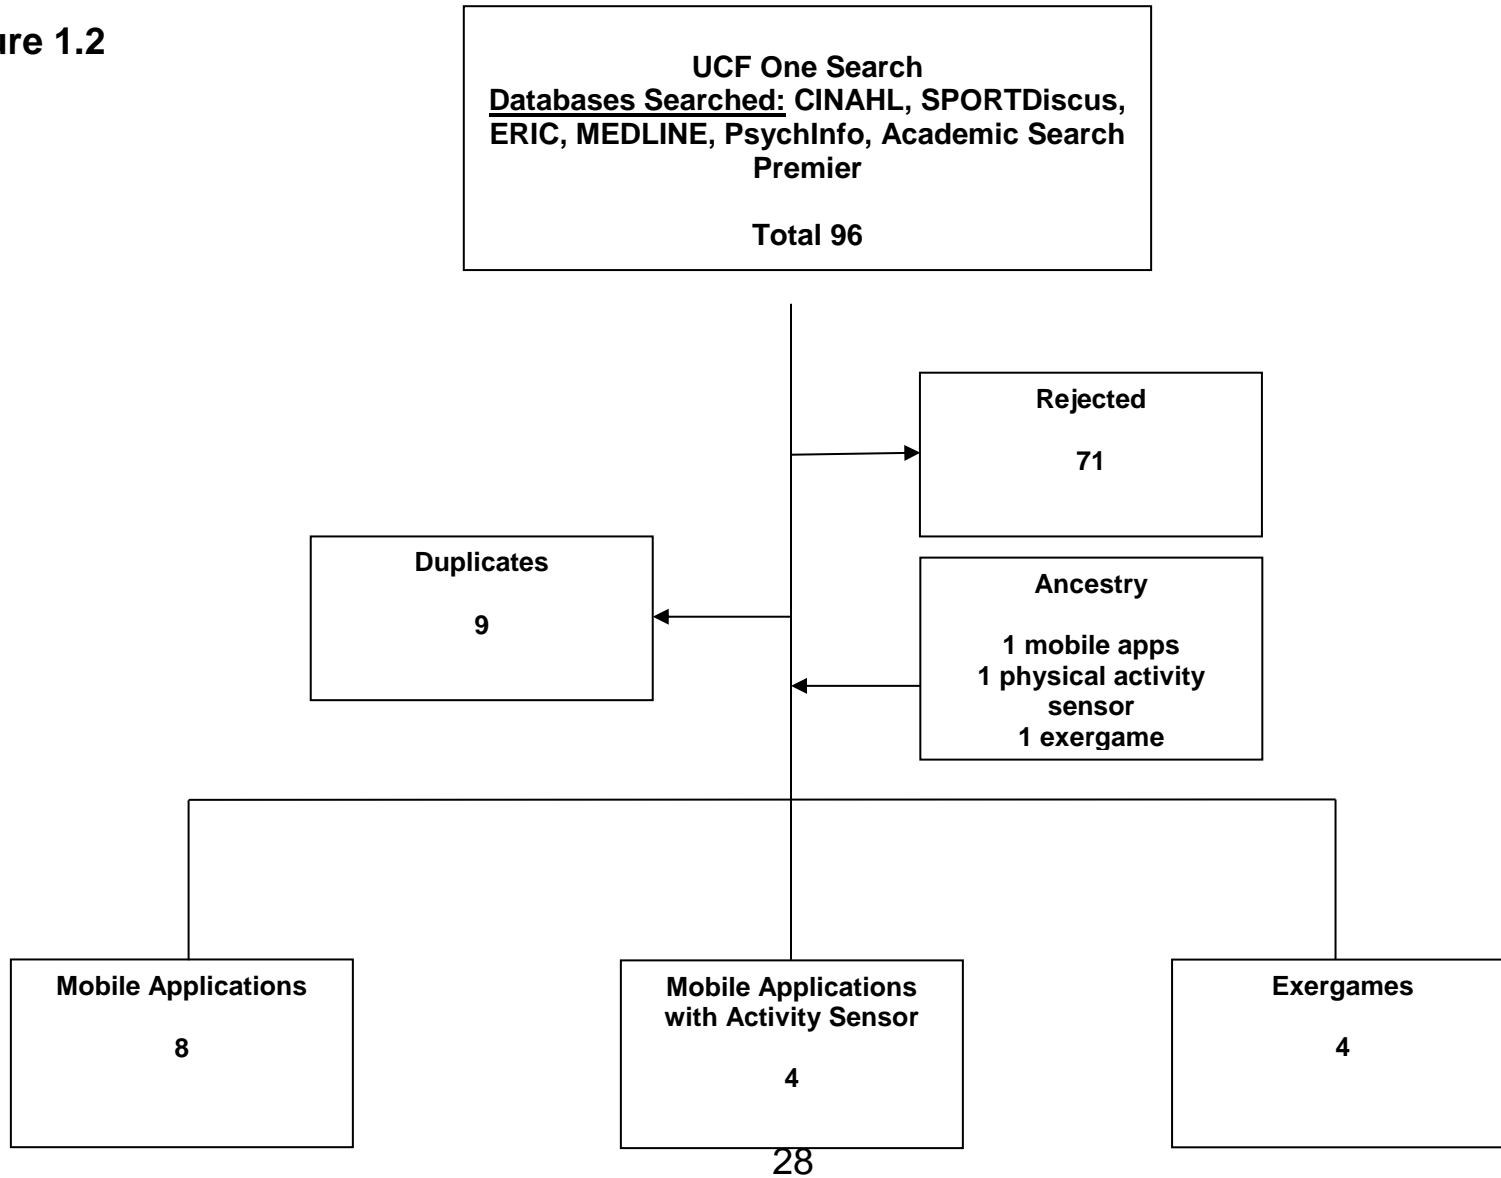 ure 1.2
UCF One Search
Databases Searched: CINAHL, SPORTDiscus,
ERIC, MEDLINE, PsychInfo, Academic Search
Premier
Total 96
Rejected
71
Duplicates
9
Ancestry
1 mobile apps
1 physical activity
sensor
1 exergame
Mobile Applications
8
Mobile Applications
with Activity Sensor
4
Exergames
4
28